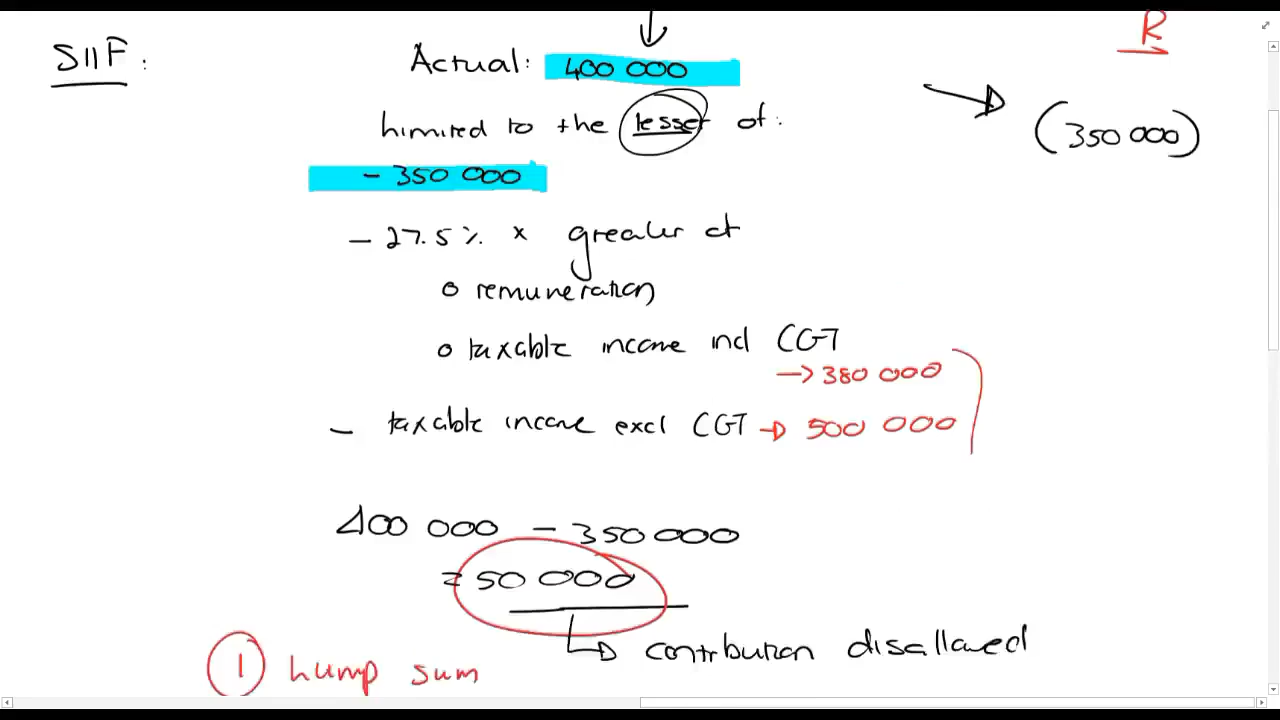 R
S11F:
Actual: 400 000
Limited to the lesser of:
(350 000)
- 350 000
- 27.5% x greater of
o remuneration
o taxable income incl CGT
→ 380 000
- taxable income excl CGT → 500 000
400 000 - 350 000
= 50 000
↳ contribution disallowed
① Lump sum